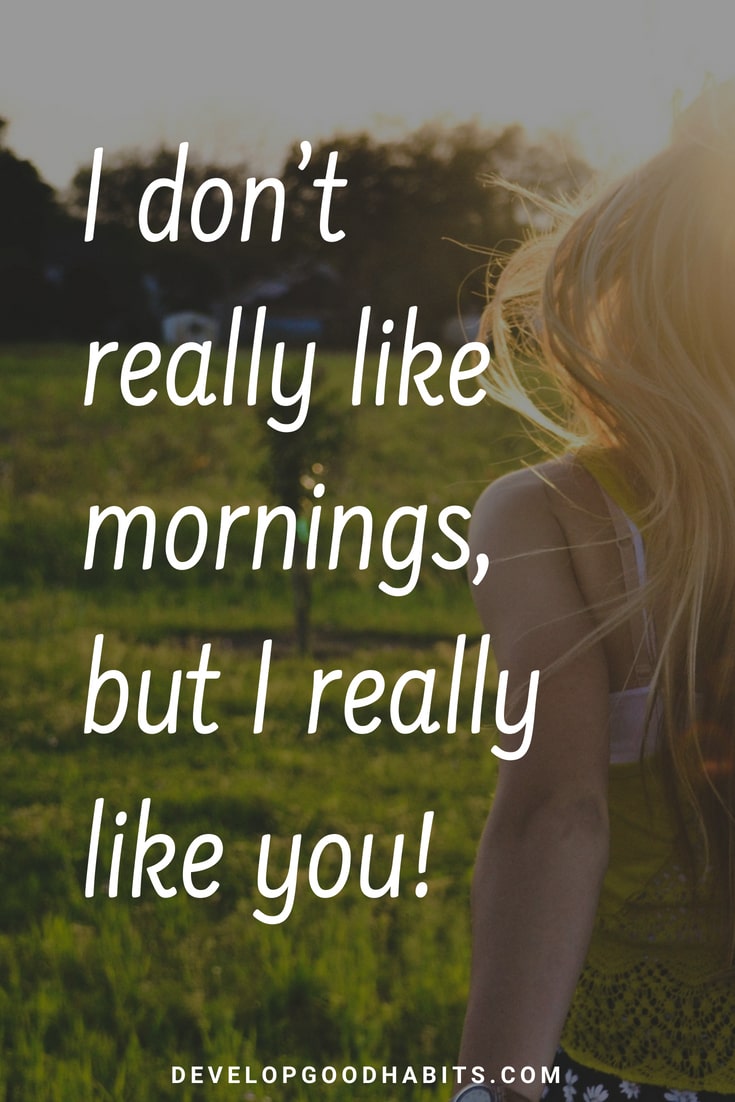 I don’t
really like
mornings,
but I really
like you!
DEVELOPGOODHABITS.COM